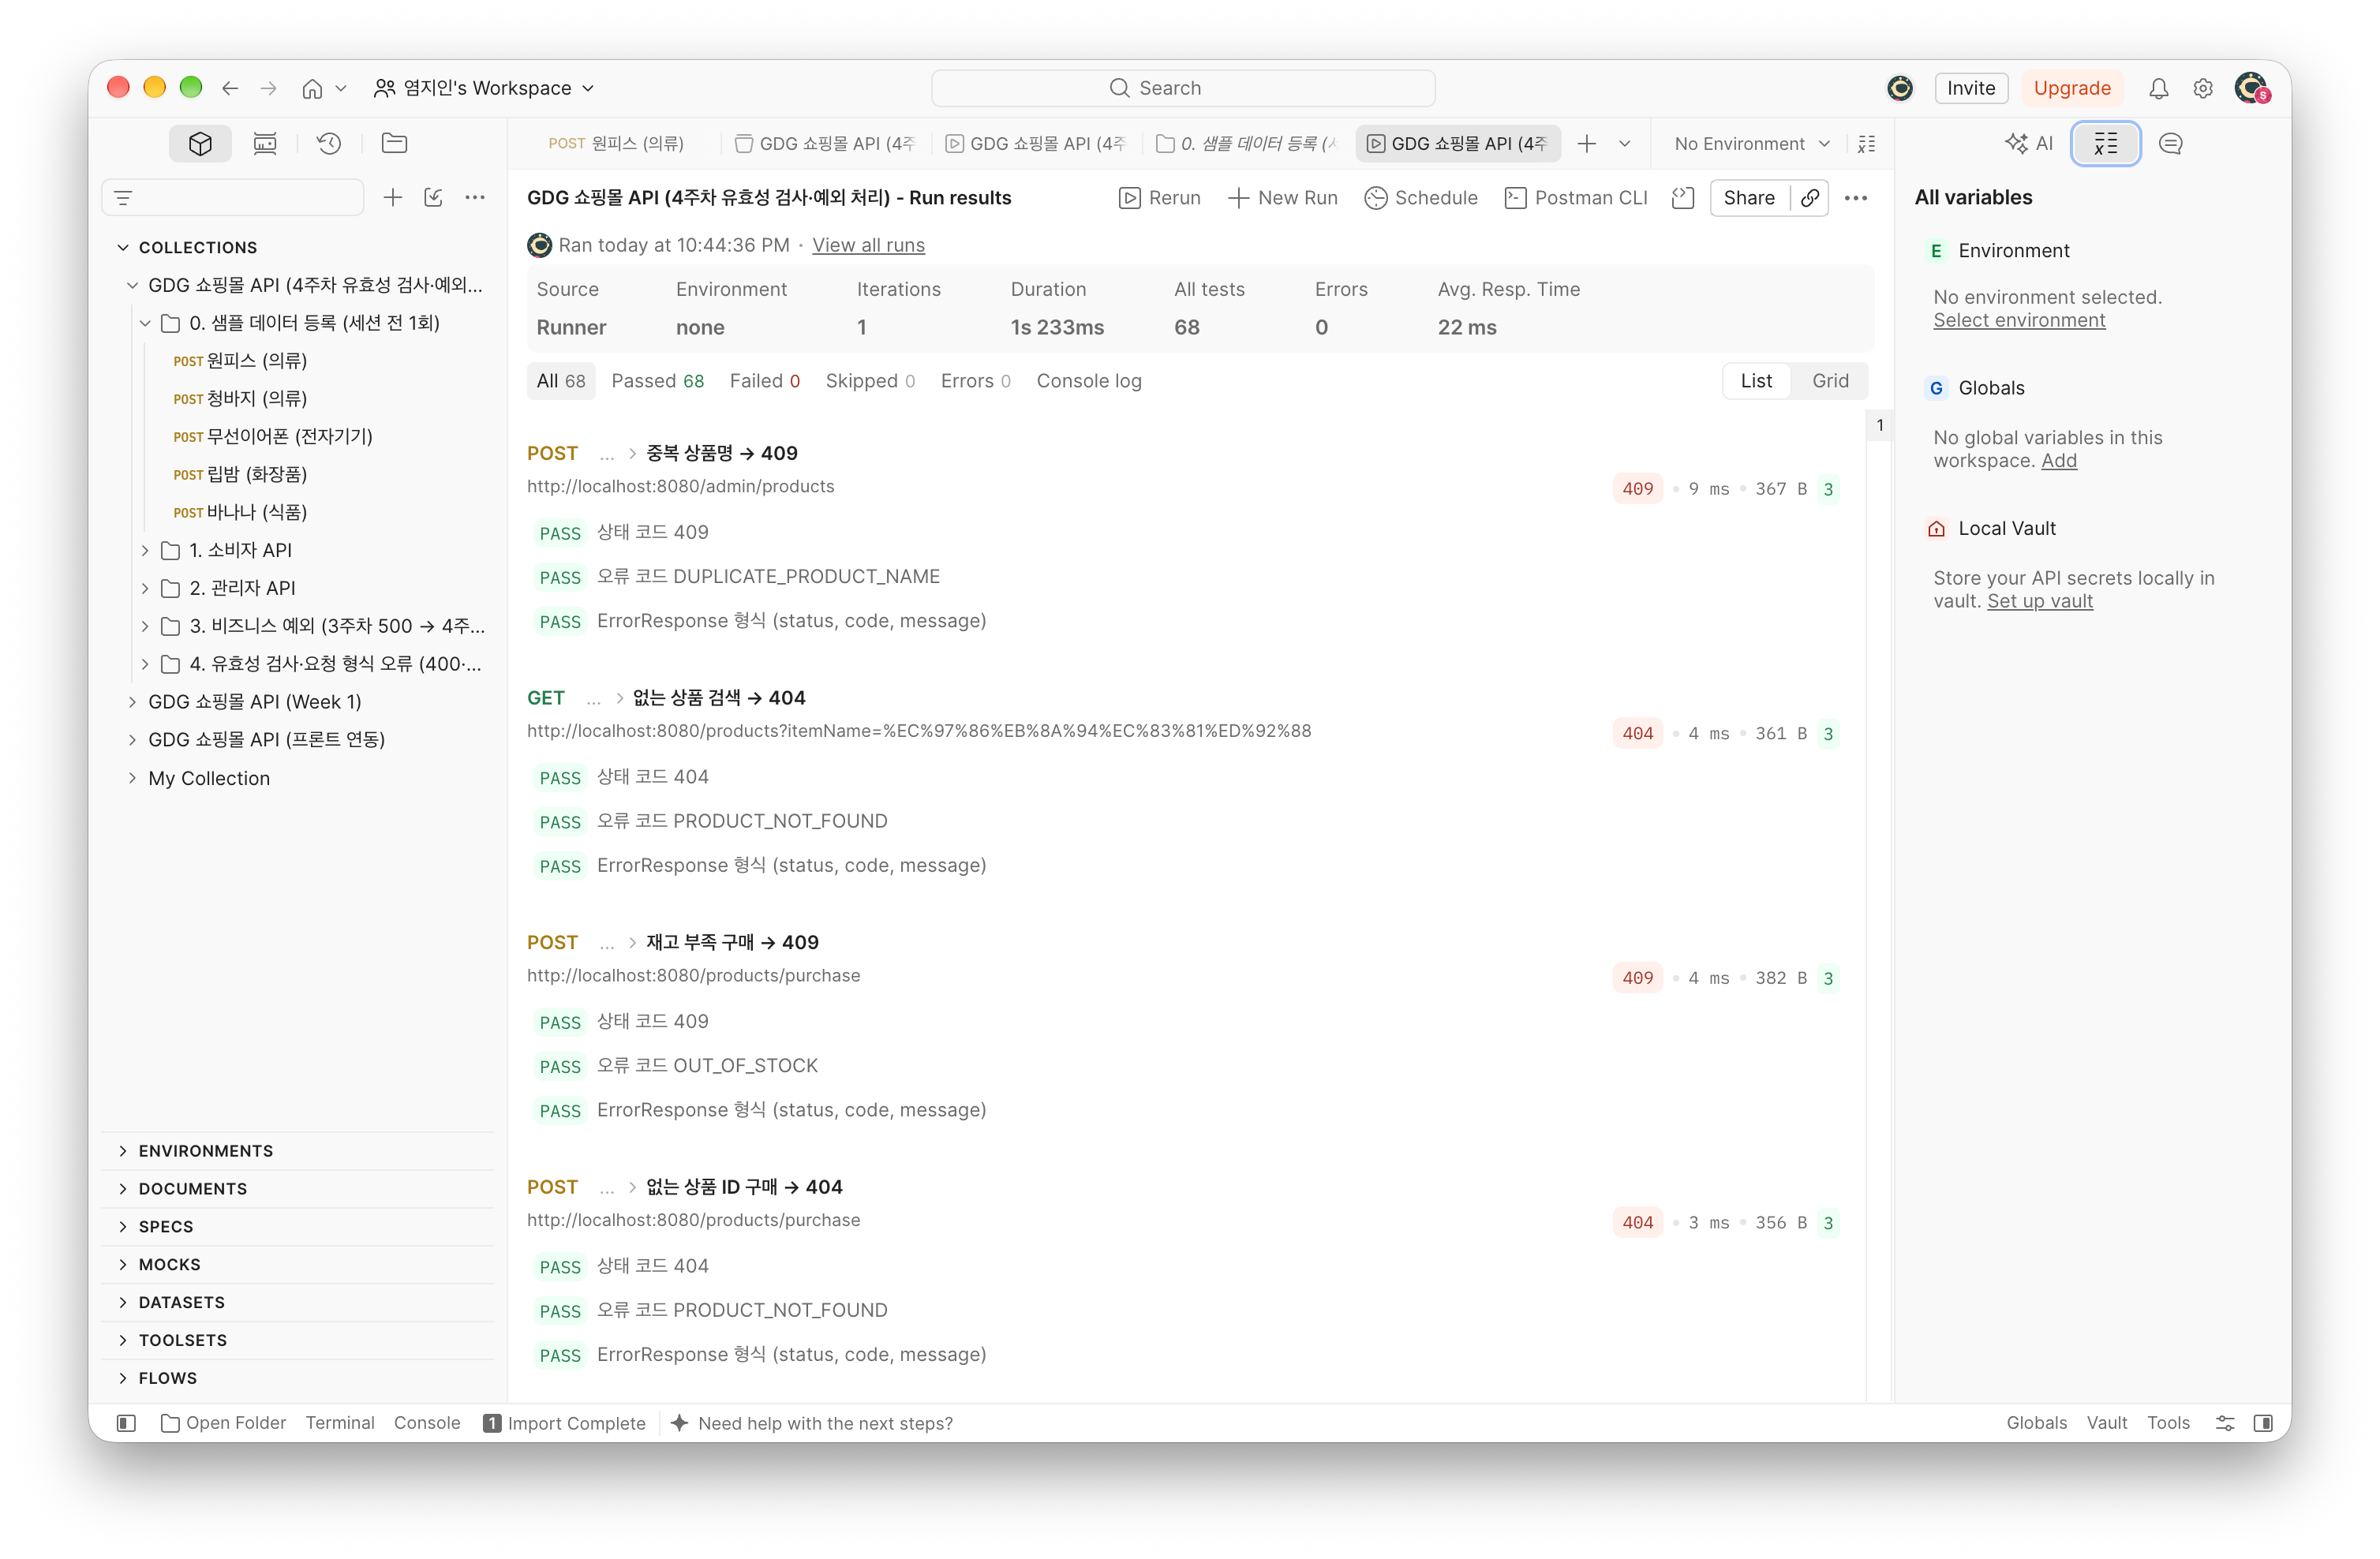 염지인's Workspace
Search
Invite
Upgrade
S
POST 원피스 (의류)
GDG 쇼핑몰 API (4주
GDG 쇼핑몰 API (4주
0. 샘플 데이터 등록 (
GDG 쇼핑몰 API (4주
No Environment
AI
COLLECTIONS
GDG 쇼핑몰 API (4주차 유효성 검사·예외...
0. 샘플 데이터 등록 (세션 전 1회)
POST 원피스 (의류)
POST 청바지 (의류)
POST 무선이어폰 (전자기기)
POST 립밤 (화장품)
POST 바나나 (식품)
1. 소비자 API
2. 관리자 API
3. 비즈니스 예외 (3주차 500 → 4주...
4. 유효성 검사·요청 형식 오류 (400·...
GDG 쇼핑몰 API (Week 1)
GDG 쇼핑몰 API (프론트 연동)
My Collection
ENVIRONMENTS
DOCUMENTS
SPECS
MOCKS
DATASETS
TOOLSETS
FLOWS
GDG 쇼핑몰 API (4주차 유효성 검사·예외 처리) - Run results
Rerun
New Run
Schedule
Postman CLI
Share
Ran today at 10:44:36 PM · View all runs
Source Environment Iterations Duration All tests Errors Avg. Resp. Time
Runner none 1 1s 233ms 68 0 22 ms
All 68 Passed 68 Failed 0 Skipped 0 Errors 0 Console log
List Grid
1
POST ... > 중복 상품명 → 409
http://localhost:8080/admin/products
409 • 9 ms • 367 B 3
PASS 상태 코드 409
PASS 오류 코드 DUPLICATE_PRODUCT_NAME
PASS ErrorResponse 형식 (status, code, message)
GET ... > 없는 상품 검색 → 404
http://localhost:8080/products?itemName=%EC%97%86%EB%8A%94%EC%83%81%ED%92%88
404 • 4 ms • 361 B 3
PASS 상태 코드 404
PASS 오류 코드 PRODUCT_NOT_FOUND
PASS ErrorResponse 형식 (status, code, message)
POST ... > 재고 부족 구매 → 409
http://localhost:8080/products/purchase
409 • 4 ms • 382 B 3
PASS 상태 코드 409
PASS 오류 코드 OUT_OF_STOCK
PASS ErrorResponse 형식 (status, code, message)
POST ... > 없는 상품 ID 구매 → 404
http://localhost:8080/products/purchase
404 • 3 ms • 356 B 3
PASS 상태 코드 404
PASS 오류 코드 PRODUCT_NOT_FOUND
PASS ErrorResponse 형식 (status, code, message)
All variables
E Environment
No environment selected.
Select environment
G Globals
No global variables in this
workspace. Add
Local Vault
Store your API secrets locally in
vault. Set up vault
Open Folder Terminal Console 1 Import Complete Need help with the next steps?
Globals Vault Tools